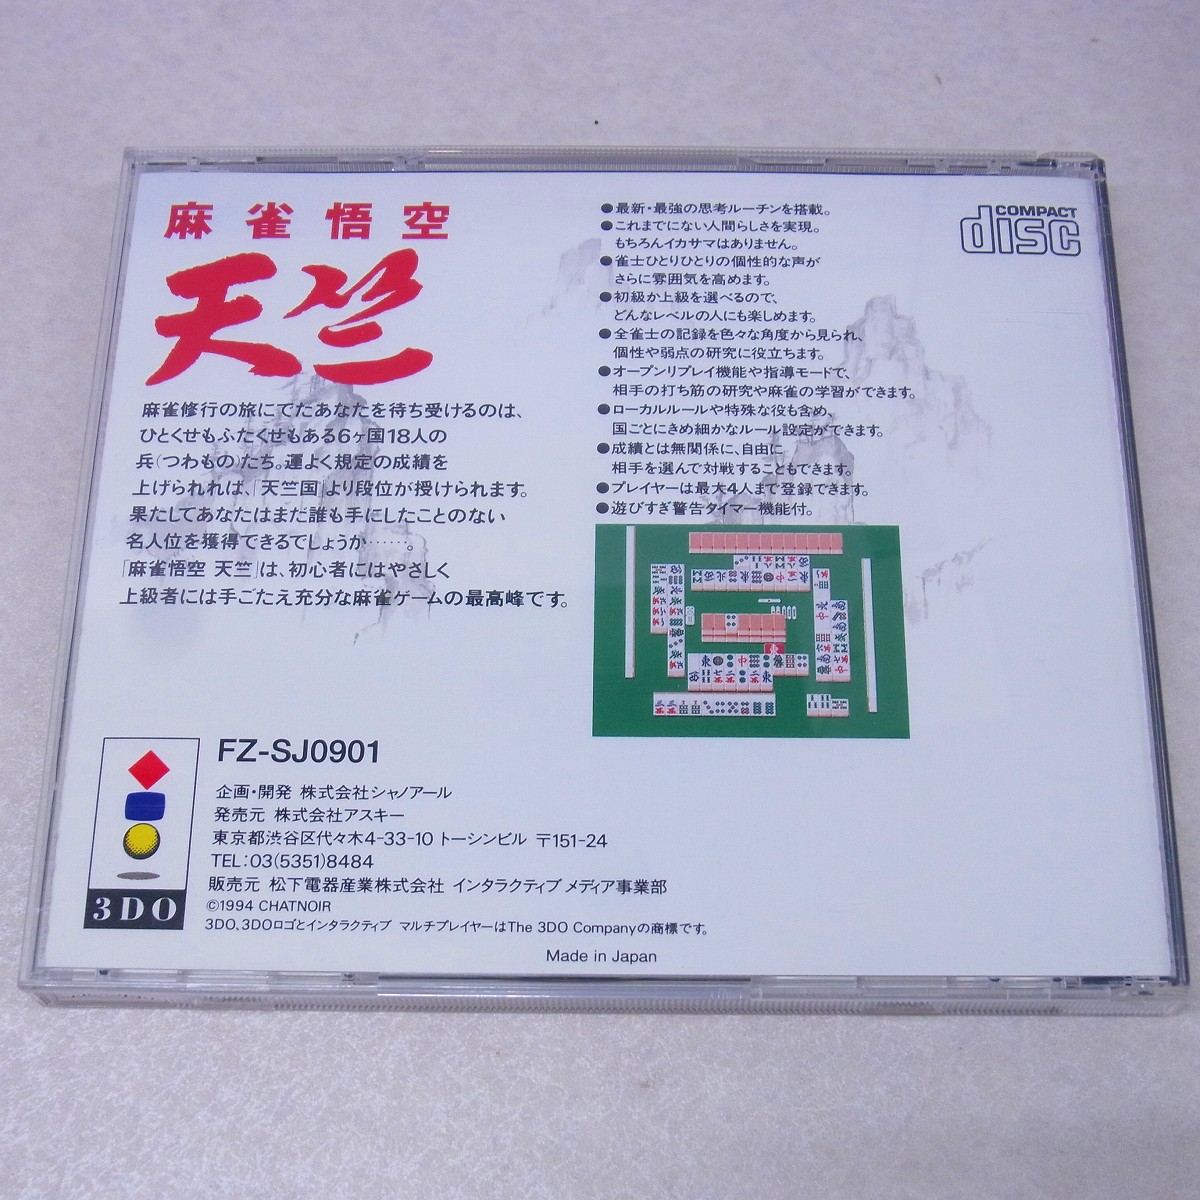 麻雀悟空
天竺
麻雀修行の旅にでたあなたを待ち受けるのは、
ひとくせもふたくせもある6ヶ国18人の
兵(つわもの)たち。運よく規定の成績を
上げられれば、「天竺国」より段位が授けられます。
果たしてあなたはまだ誰も手にしたことのない
名人位を獲得できるでしょうか……。
「麻雀悟空 天竺」は、初心者にはやさしく
上級者には手ごたえ充分な麻雀ゲームの最高峰です。
●最新・最強の思考ルーチンを搭載。
●これまでにない人間らしさを実現。
もちろんイカサマはありません。
●雀士ひとりひとりの個性的な声が
さらに雰囲気を高めます。
●初級か上級を選べるので、
どんなレベルの人にも楽しめます。
●全雀士の記録を色々な角度から見られ、
個性や弱点の研究に役立ちます。
●オープンリプレイ機能や指導モードで、
相手の打ち筋の研究や麻雀の学習ができます。
●ローカルルールや特殊な役も含め、
国ごとにきめ細かなルール設定ができます。
●成績とは無関係に、自由に
相手を選んで対戦することもできます。
●プレイヤーは最大4人まで登録できます。
●遊びすぎ警告タイマー機能付。
COMPACT
disc
FZ-SJ0901
企画・開発 株式会社シャノアール
発売元 株式会社アスキー
東京都渋谷区代々木4-33-10 トーシンビル 〒151-24
TEL:03(5351)8484
販売元 松下電器産業株式会社 インタラクティブ メディア事業部
©1994 CHATNOIR
3DO、3DOロゴとインタラクティブ マルチプレイヤーはThe 3DO Companyの商標です。
3DO
Made in Japan